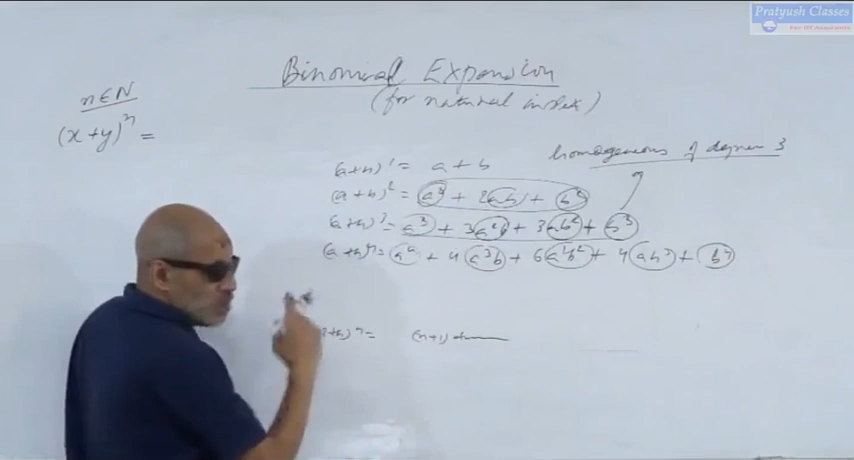 Pratyush Classes
Binomial Expansion
(for natural index)
n∈N
(x+y)ⁿ =
homogeneous of degree 3
(a+b)¹ = a + b
(a+b)² = a² + 2ab + b²
(a+b)³ = a³ + 3a²b + 3ab² + b³
(a+b)⁴ = a⁴ + 4a³b + 6a²b² + 4ab³ + b⁴
+b)ⁿ = (n+1)